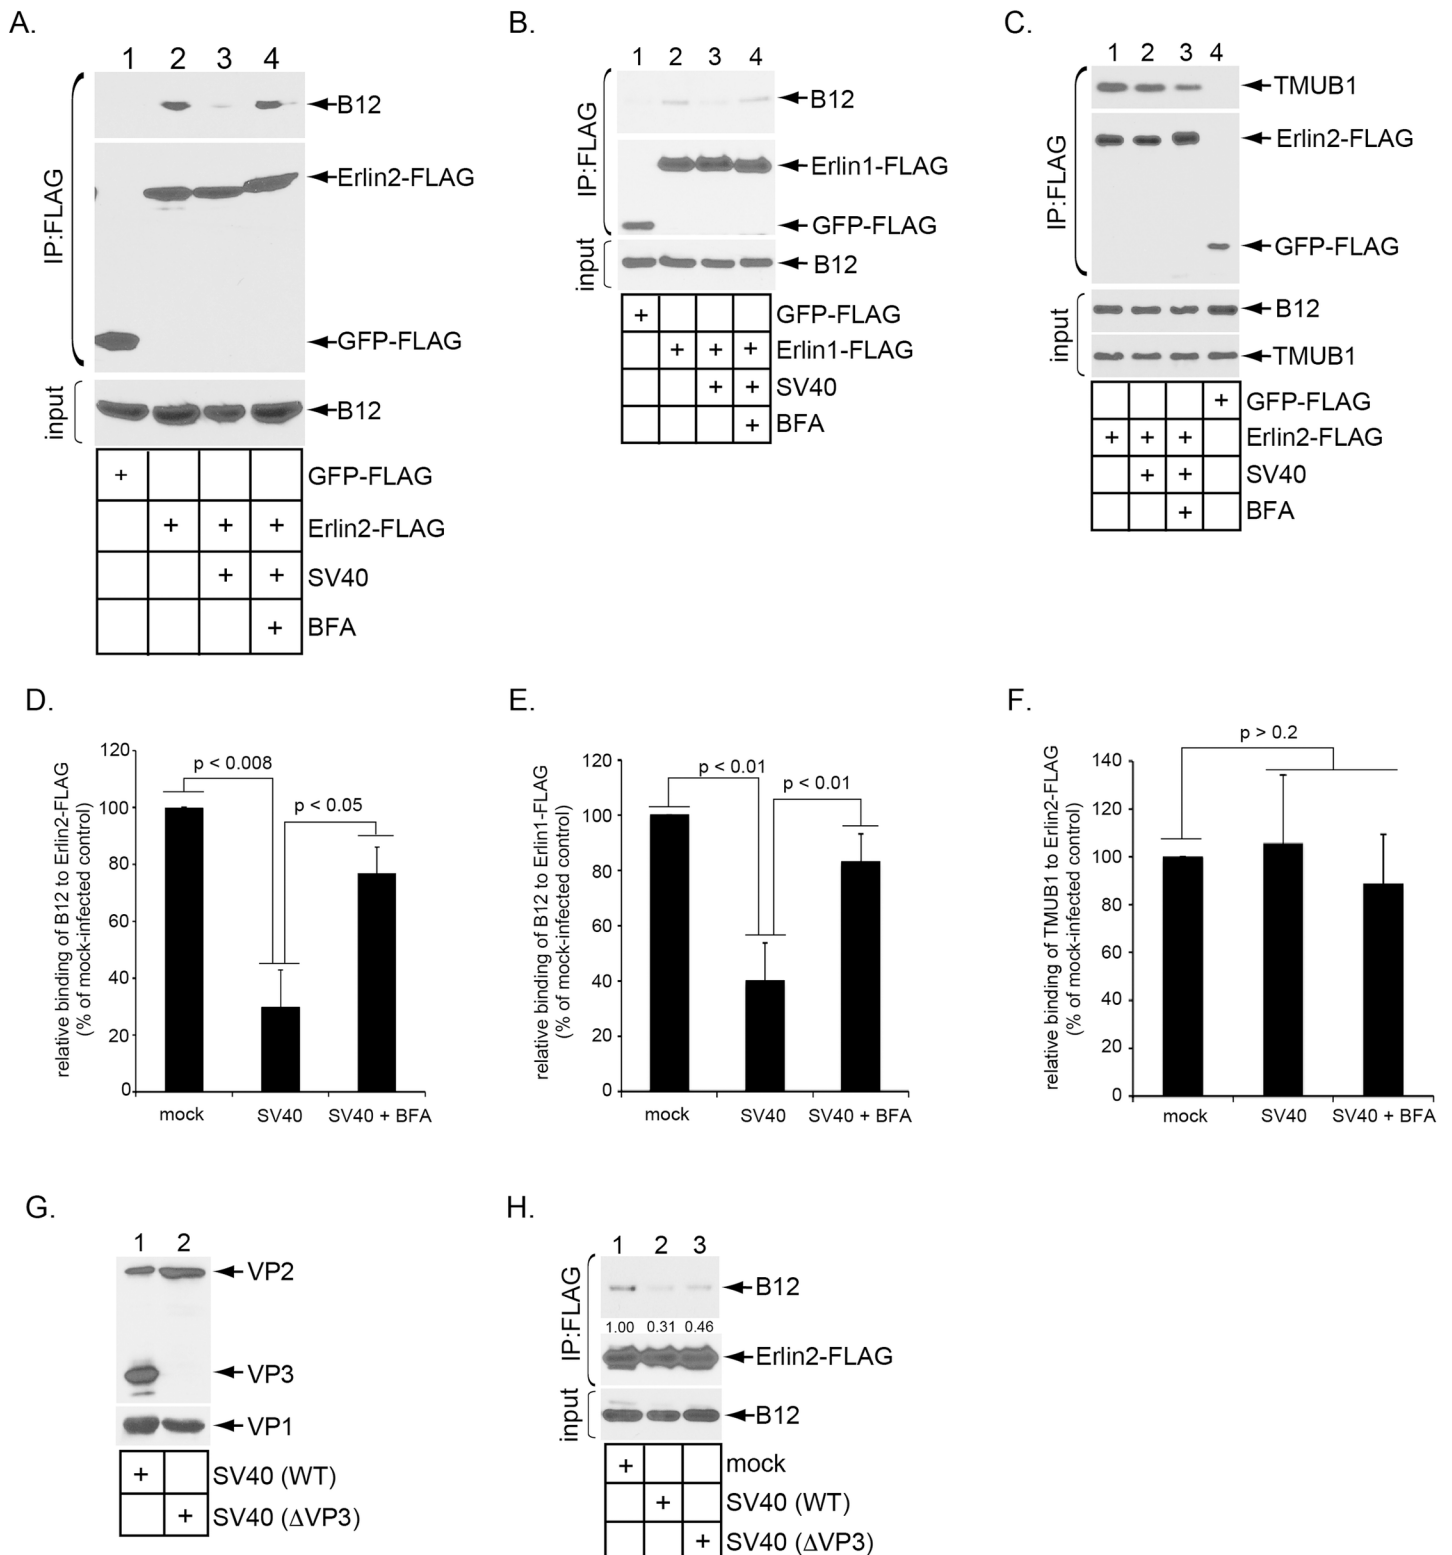 A.
1 2 3 4
IP:FLAG
B12
Erlin2-FLAG
GFP-FLAG
input
B12
+ GFP-FLAG
+ + + Erlin2-FLAG
+ + SV40
+ BFA
B.
1 2 3 4
IP:FLAG
B12
Erlin1-FLAG
GFP-FLAG
input
B12
+ GFP-FLAG
+ + + Erlin1-FLAG
+ + SV40
+ BFA
C.
1 2 3 4
IP:FLAG
TMUB1
Erlin2-FLAG
GFP-FLAG
input
B12
TMUB1
+ GFP-FLAG
+ + + Erlin2-FLAG
+ + SV40
+ BFA
D.
relative binding of B12 to Erlin2-FLAG
(% of mock-infected control)
120
100
80
60
40
20
0
p < 0.008
p < 0.05
mock SV40 SV40 + BFA
E.
relative binding of B12 to Erlin1-FLAG
(% of mock-infected control)
120
100
80
60
40
20
0
p < 0.01
p < 0.01
mock SV40 SV40 + BFA
F.
relative binding of TMUB1 to Erlin2-FLAG
(% of mock-infected control)
140
120
100
80
60
40
20
0
p > 0.2
mock SV40 SV40 + BFA
G.
1 2
VP2
VP3
VP1
+ SV40 (WT)
+ SV40 (ΔVP3)
H.
1 2 3
IP:FLAG
B12
1.00 0.31 0.46
Erlin2-FLAG
input
B12
+ mock
+ SV40 (WT)
+ SV40 (ΔVP3)